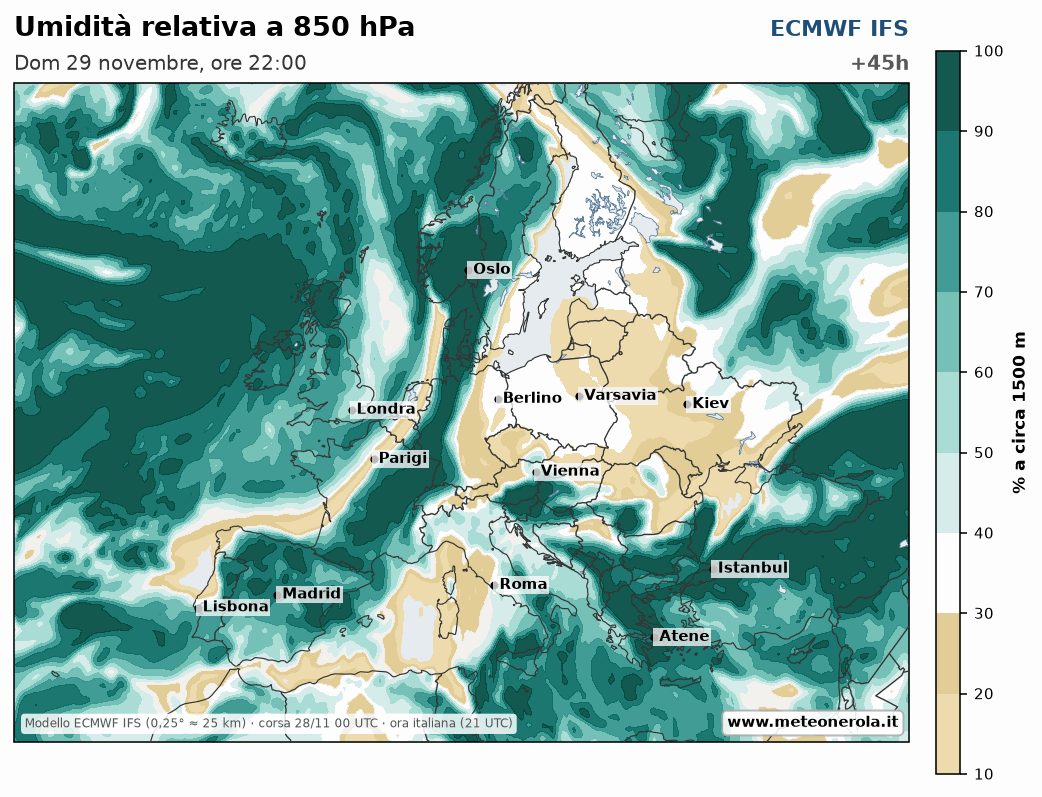 Umidità relativa a 850 hPa
ECMWF IFS
Dom 29 novembre, ore 22:00
+45h
100
90
80
70
60
50
40
30
20
10
% a circa 1500 m
Oslo
Londra
Berlino
Varsavia
Kiev
Parigi
Vienna
Istanbul
Roma
Madrid
Lisbona
Atene
Modello ECMWF IFS (0,25° ≈ 25 km) · corsa 28/11 00 UTC · ora italiana (21 UTC)
www.meteonerola.it